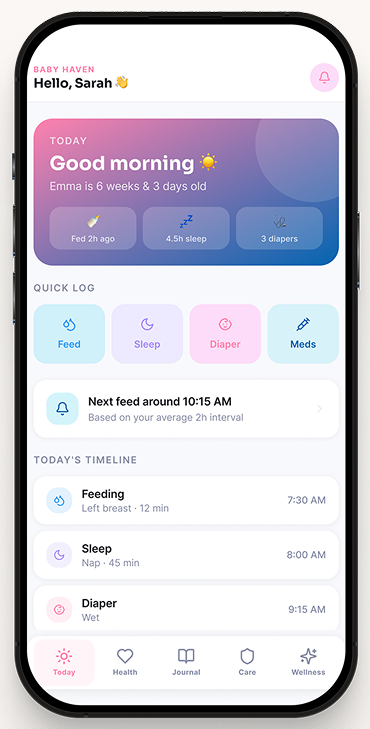 BABY HAVEN
Hello, Sarah 👋
TODAY
Good morning ☀️
Emma is 6 weeks & 3 days old
Fed 2h ago
4.5h sleep
3 diapers
QUICK LOG
Feed
Sleep
Diaper
Meds
Next feed around 10:15 AM
Based on your average 2h interval
TODAY'S TIMELINE
Feeding
Left breast · 12 min
7:30 AM
Sleep
Nap · 45 min
8:00 AM
Diaper
Wet
9:15 AM
Today
Health
Journal
Care
Wellness